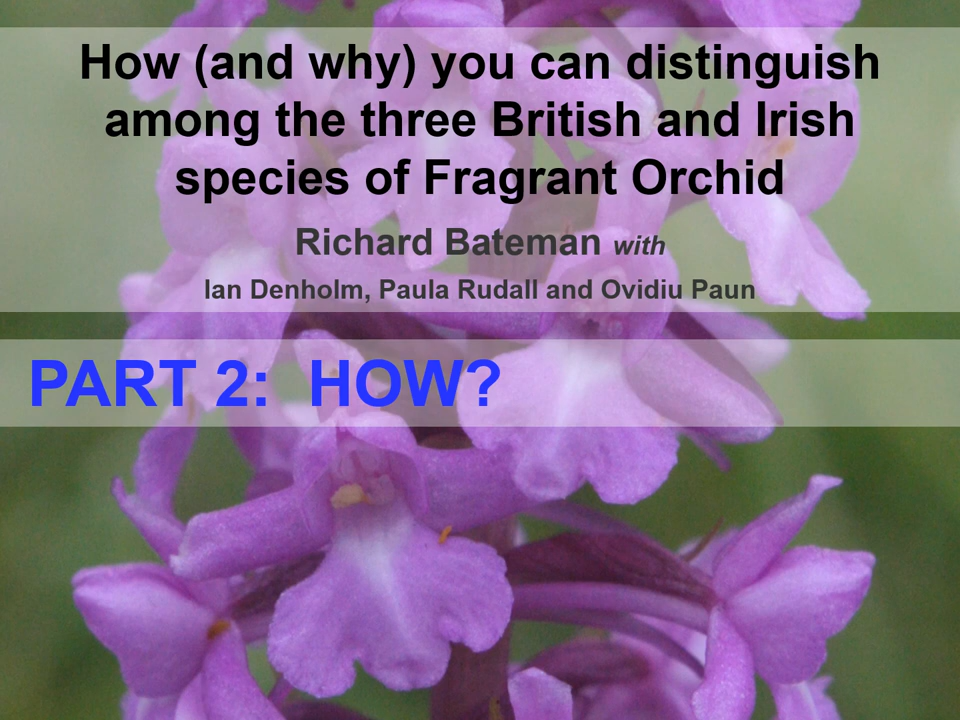 How (and why) you can distinguish
among the three British and Irish
species of Fragrant Orchid
Richard Bateman with
Ian Denholm, Paula Rudall and Ovidiu Paun
PART 2:  HOW?